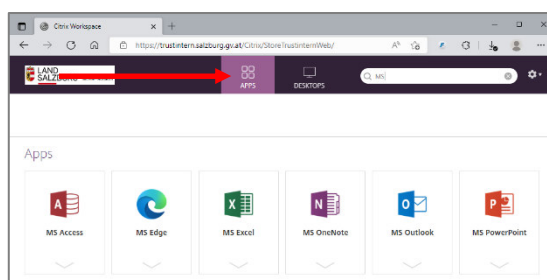 Citrix Workspace
https://trustintern.salzburg.gv.at/Citrix/StoreTrustinternWeb/
LAND
SALZBURG
APPS
DESKTOPS
MS
Apps
MS Access
MS Edge
MS Excel
MS OneNote
MS Outlook
MS PowerPoint